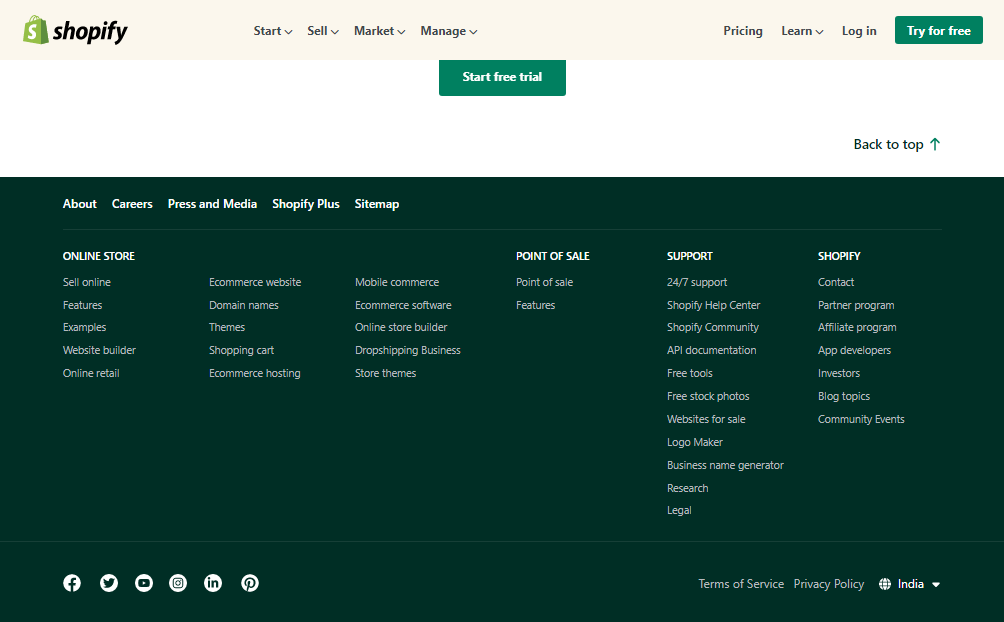 shopify
Start Sell Market Manage Pricing Learn Log in Try for free
Start free trial
Back to top
About Careers Press and Media Shopify Plus Sitemap
ONLINE STORE
Sell online
Features
Examples
Website builder
Online retail
Ecommerce website
Domain names
Themes
Shopping cart
Ecommerce hosting
Mobile commerce
Ecommerce software
Online store builder
Dropshipping Business
Store themes
POINT OF SALE
Point of sale
Features
SUPPORT
24/7 support
Shopify Help Center
Shopify Community
API documentation
Free tools
Free stock photos
Websites for sale
Logo Maker
Business name generator
Research
Legal
SHOPIFY
Contact
Partner program
Affiliate program
App developers
Investors
Blog topics
Community Events
Terms of Service Privacy Policy India